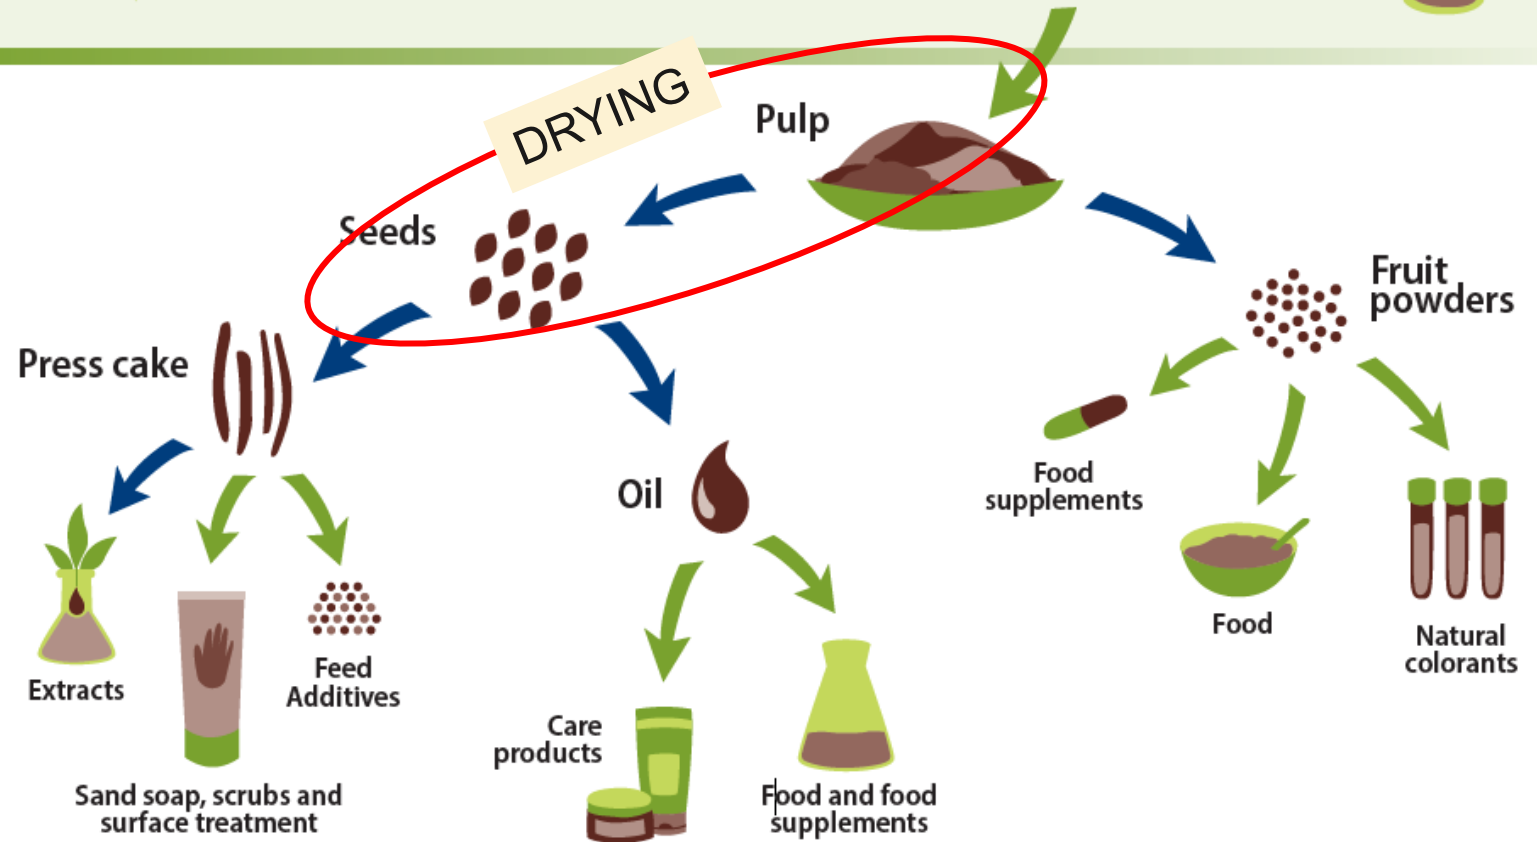 DRYING
Pulp
Seeds
Fruit
powders
Press cake
Oil
Food
supplements
Food
Natural
colorants
Extracts
Feed
Additives
Care
products
Sand soap, scrubs and
surface treatment
Food and food
supplements